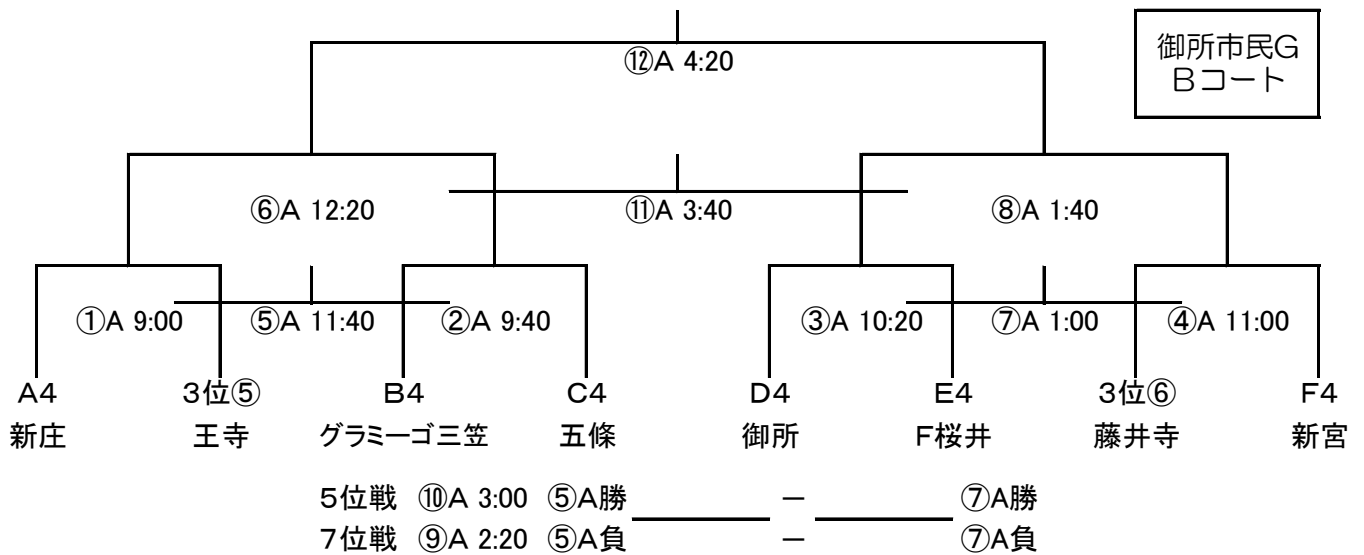 ⑫A 4:20
御所市民G
Bコート
⑥A 12:20
⑪A 3:40
⑧A 1:40
①A 9:00
⑤A 11:40
②A 9:40
③A 10:20
⑦A 1:00
④A 11:00
A4 3位⑤ B4 C4 D4 E4 3位⑥ F4
新庄 王寺 グラミーゴ三笠 五條 御所 F桜井 藤井寺 新宮
5位戦 ⑩A 3:00 ⑤A勝 － ⑦A勝
7位戦 ⑨A 2:20 ⑤A負 － ⑦A負